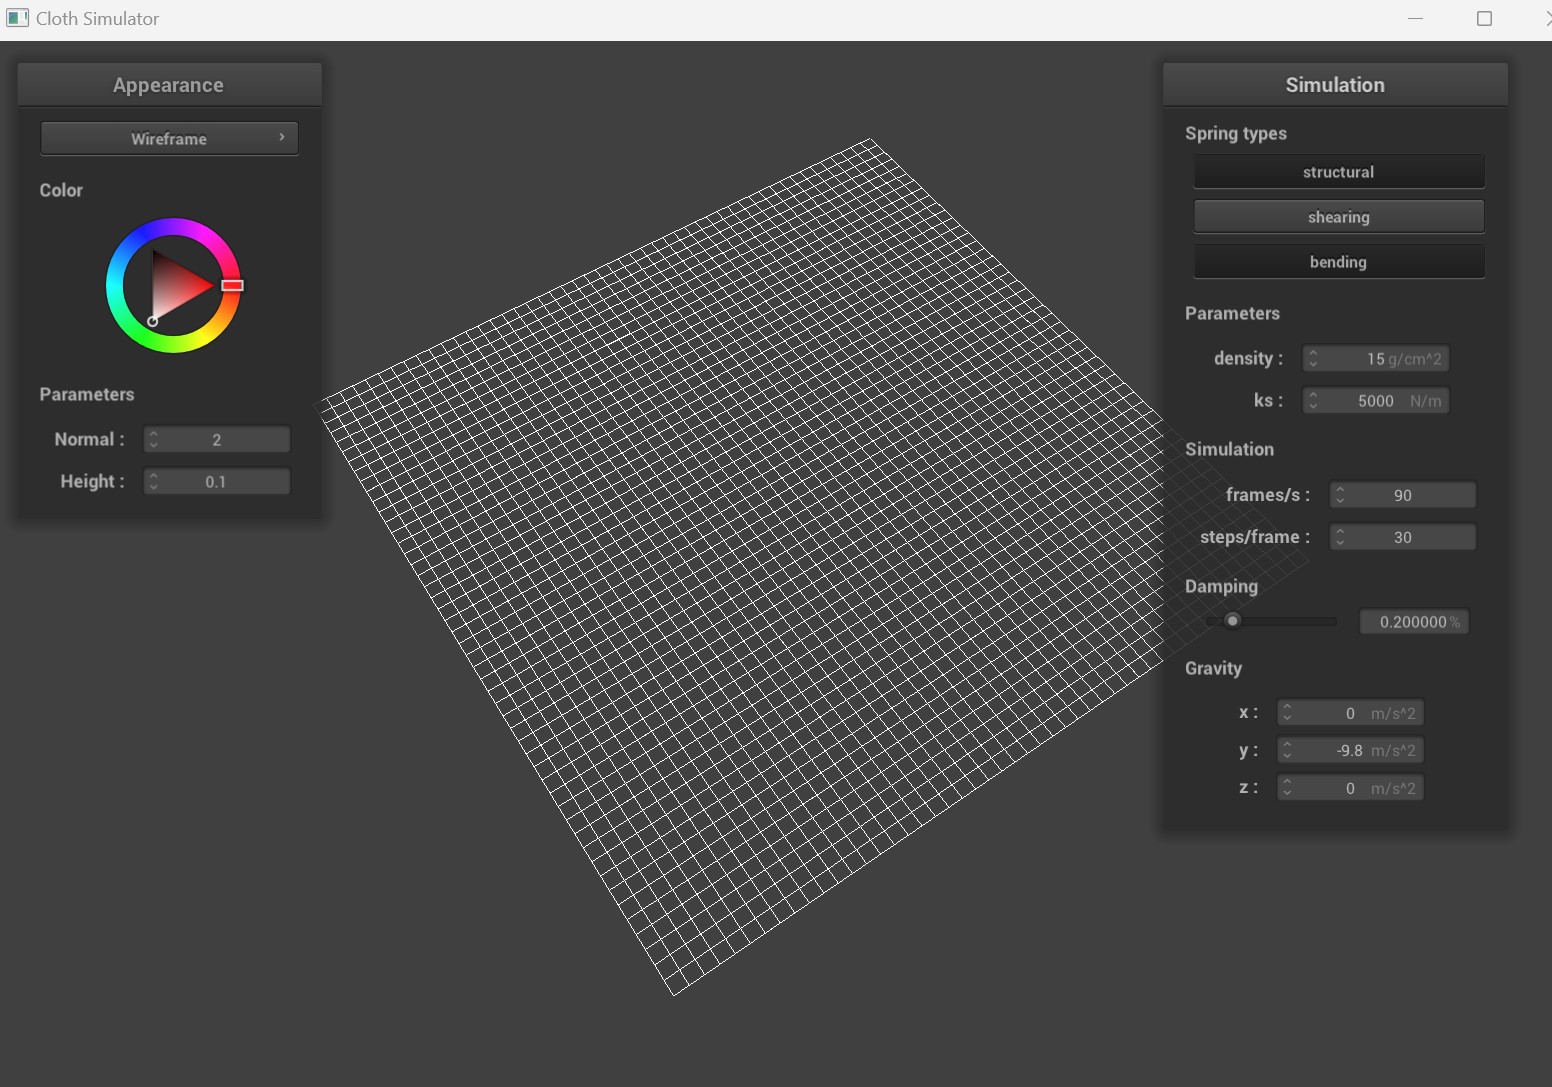 Cloth Simulator
Appearance
Wireframe
Color
Parameters
Normal : 2
Height : 0.1
Simulation
Spring types
structural
shearing
bending
Parameters
density : 15 g/cm^2
ks : 5000 N/m
Simulation
frames/s : 90
steps/frame : 30
Damping
0.200000 %
Gravity
x : 0 m/s^2
y : -9.8 m/s^2
z : 0 m/s^2